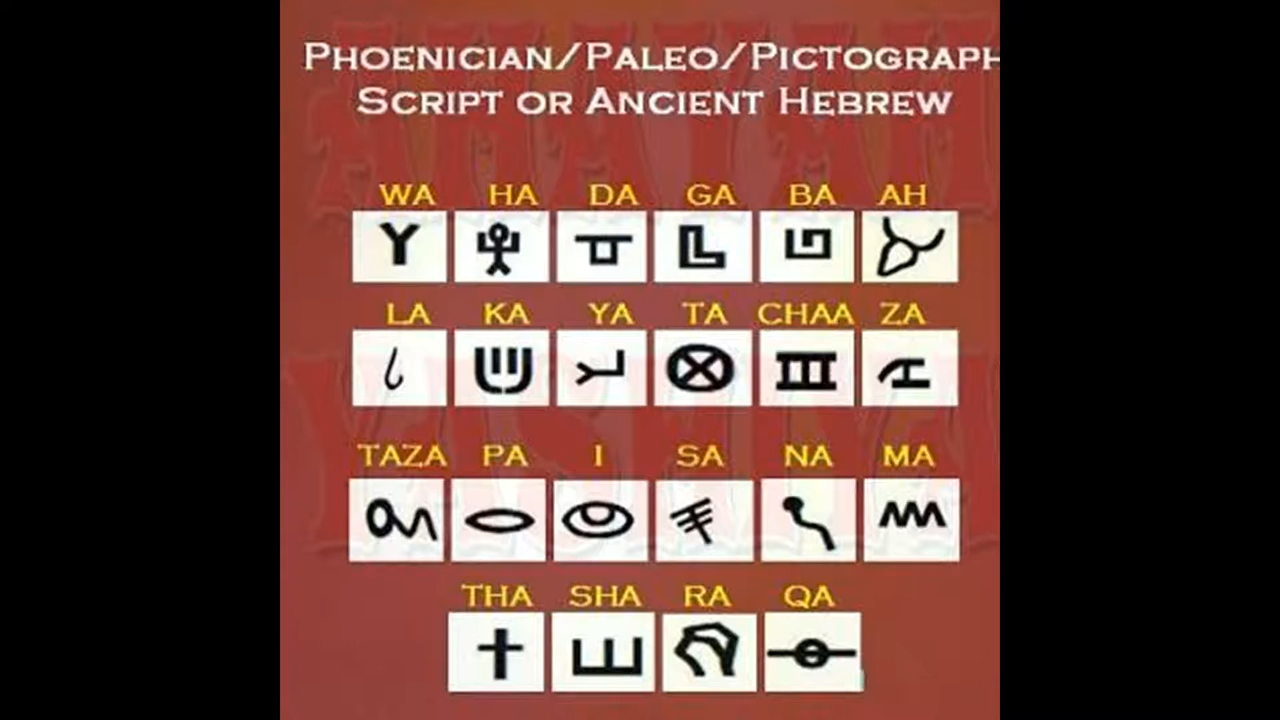 PHOENICIAN/PALEO/PICTOGRAPH
SCRIPT OR ANCIENT HEBREW
WA HA DA GA BA AH
LA KA YA TA CHAA ZA
TAZA PA I SA NA MA
THA SHA RA QA